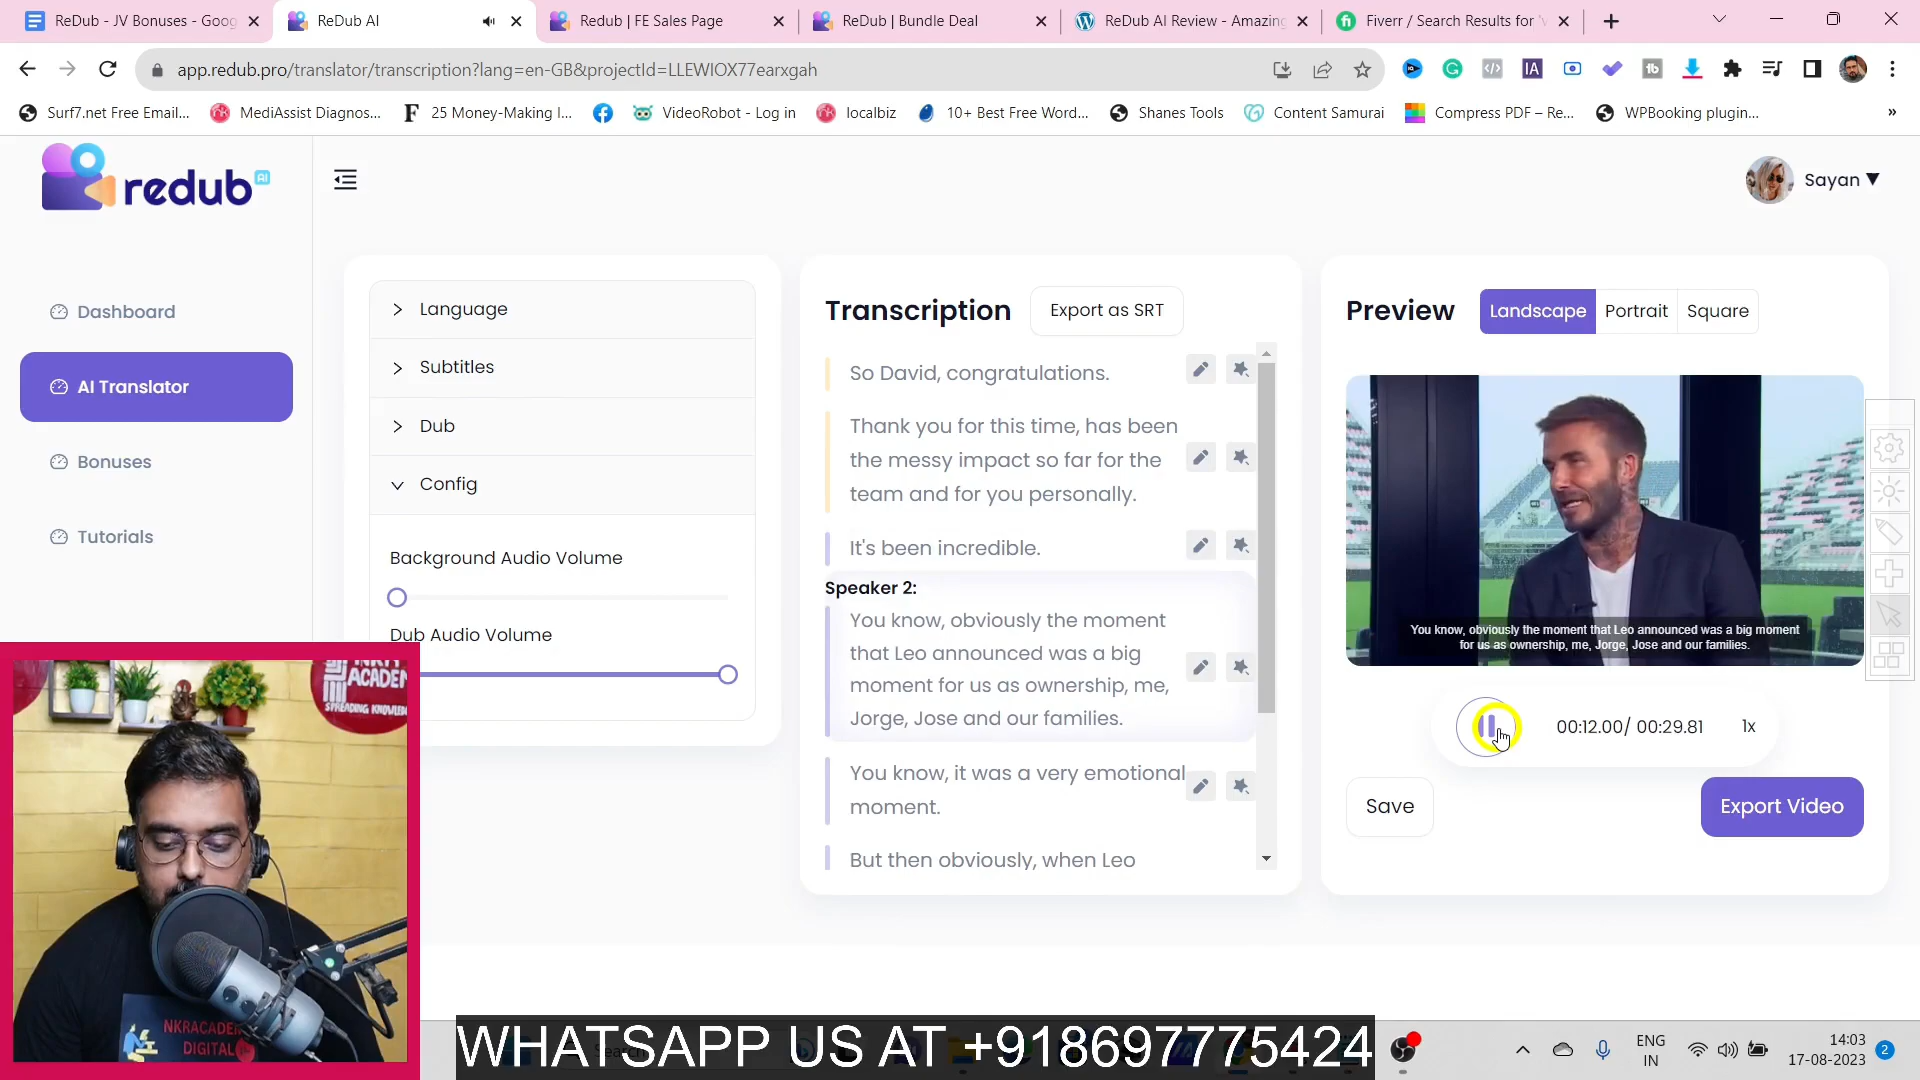 ReDub - JV Bonuses - Goog
ReDub AI
Redub | FE Sales Page
ReDub | Bundle Deal
ReDub AI Review - Amazing
Fiverr / Search Results for 'v
app.redub.pro/translator/transcription?lang=en-GB&projectId=LLEWIOX77earxgah
Surf7.net Free Email...
MediAssist Diagnos...
25 Money-Making I...
VideoRobot - Log in
localbiz
10+ Best Free Word...
Shanes Tools
Content Samurai
Compress PDF – Re...
WPBooking plugin...
»
redub AI
Sayan ▼
Dashboard
AI Translator
Bonuses
Tutorials
Language
Subtitles
Dub
Config
Background Audio Volume
Dub Audio Volume
Transcription
Export as SRT
So David, congratulations.
Thank you for this time, has been
the messy impact so far for the
team and for you personally.
It's been incredible.
Speaker 2:
You know, obviously the moment
that Leo announced was a big
moment for us as ownership, me,
Jorge, Jose and our families.
You know, it was a very emotional
moment.
But then obviously, when Leo
Preview
Landscape
Portrait
Square
You know, obviously the moment that Leo announced was a big moment
for us as ownership, me, Jorge, Jose and our families.
00:12.00/ 00:29.81
1x
Save
Export Video
ACADEM
SPREADING KNOWLE
NKRACADE
DIGITAL
WHATSAPP US AT +918697775424
ENG
IN
14:03
17-08-2023
2